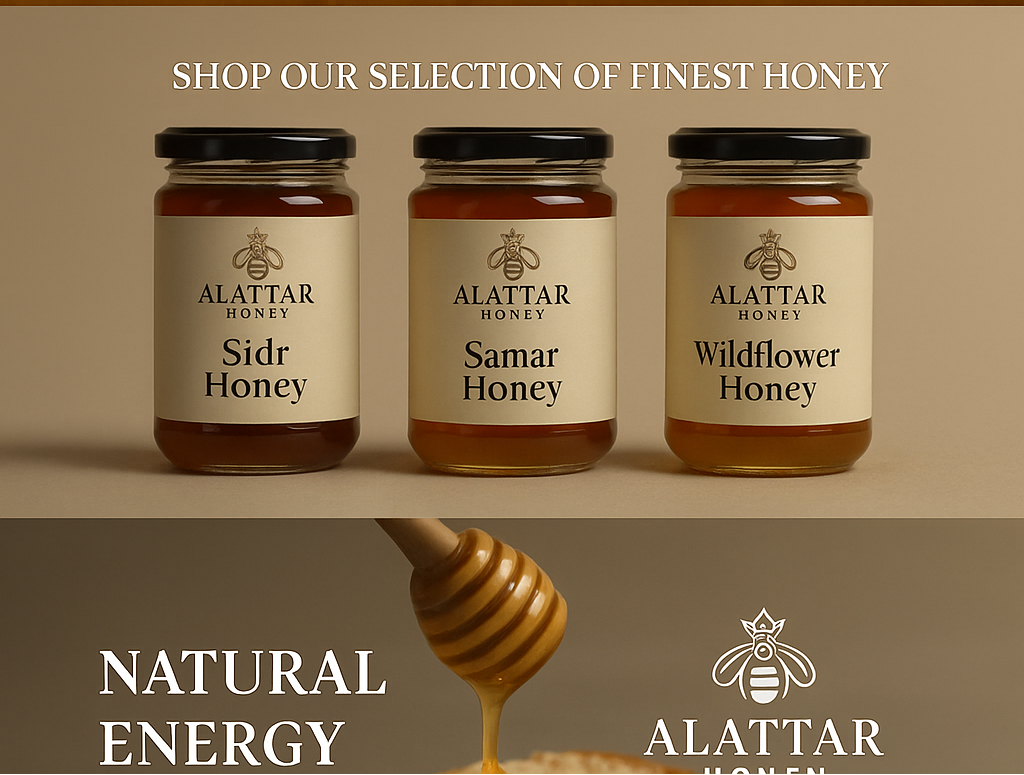 SHOP OUR SELECTION OF FINEST HONEY
ALATTAR
HONEY
Sidr
Honey
ALATTAR
HONEY
Samar
Honey
ALATTAR
HONEY
Wildflower
Honey
NATURAL
ENERGY
ALATTAR